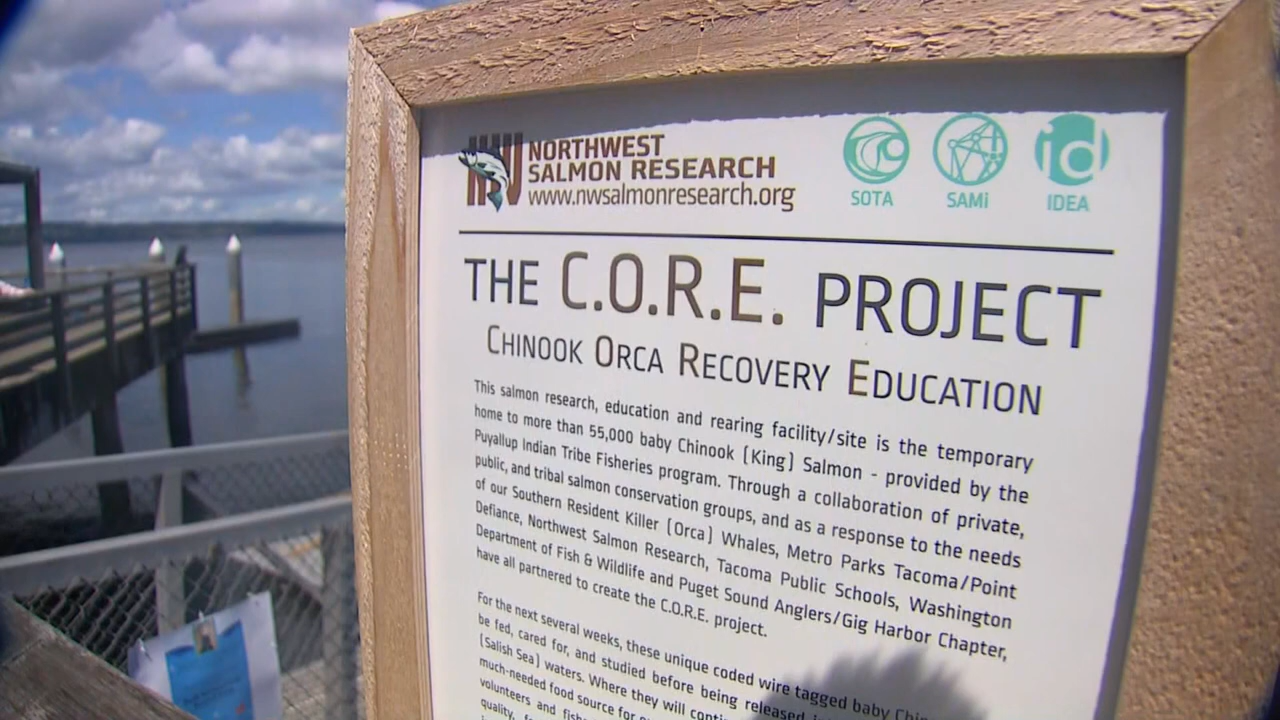 NORTHWEST
SALMON RESEARCH
www.nwsalmonresearch.org
SOTA
SAMi
id
IDEA
THE C.O.R.E. PROJECT
CHINOOK ORCA RECOVERY EDUCATION
This salmon research, education and rearing facility/site is the temporary
home to more than 55,000 baby Chinook (King) Salmon - provided by the
Puyallup Indian Tribe Fisheries program. Through a collaboration of private,
public, and tribal salmon conservation groups, and as a response to the needs
of our Southern Resident Killer (Orca) Whales, Metro Parks Tacoma/Point
Defiance, Northwest Salmon Research, Tacoma Public Schools, Washington
Department of Fish & Wildlife and Puget Sound Anglers/Gig Harbor Chapter,
have all partnered to create the C.O.R.E. project.
For the next several weeks, these unique coded wire tagged baby
be fed, cared for, and studied before being released
(Salish Sea) waters. Where they will
much-needed food source for
volunteers and
quality,